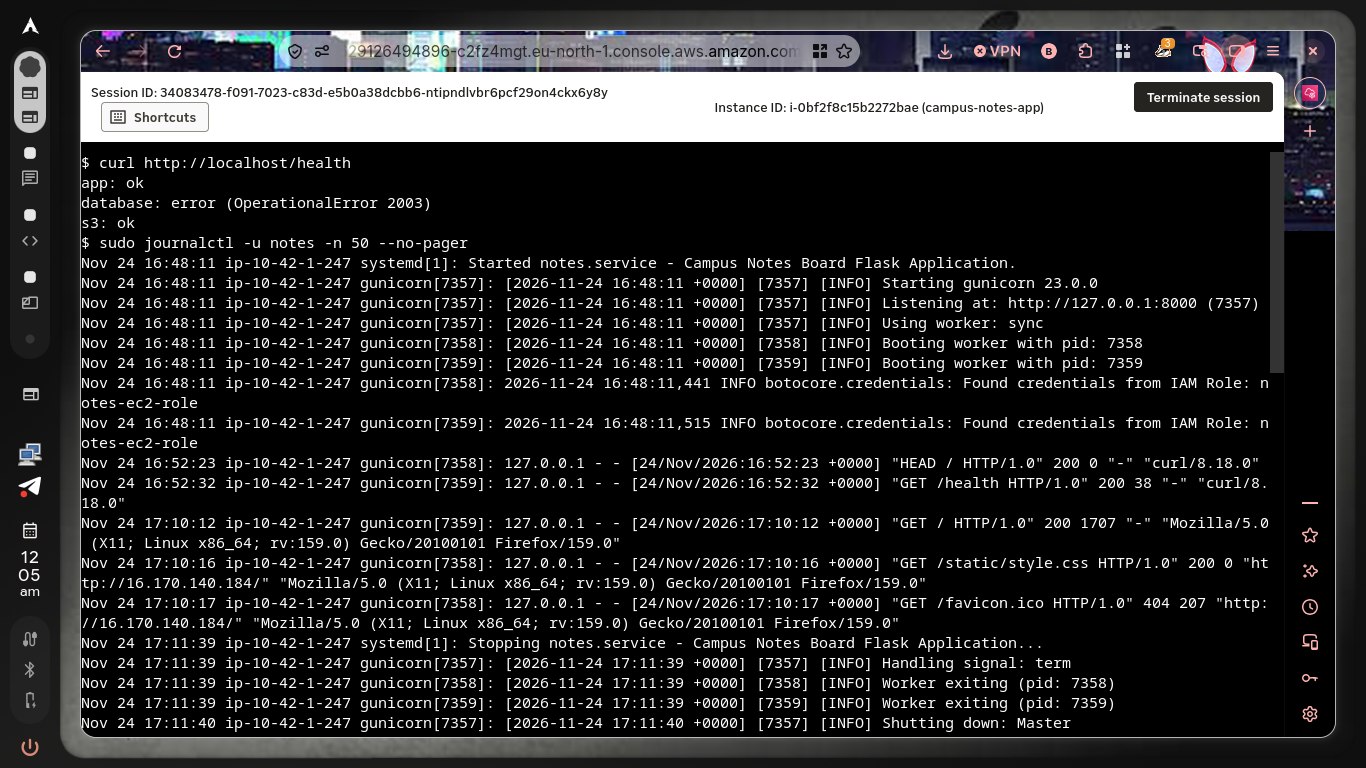 29126494896-c2fz4mgt.eu-north-1.console.aws.amazon.com
VPN
B
3
Session ID: 34083478-f091-7023-c83d-e5b0a38dcbb6-ntipndlvbr6pcf29on4ckx6y8y
Shortcuts
Instance ID: i-0bf2f8c15b2272bae (campus-notes-app)
Terminate session
$ curl http://localhost/health
app: ok
database: error (OperationalError 2003)
s3: ok
$ sudo journalctl -u notes -n 50 --no-pager
Nov 24 16:48:11 ip-10-42-1-247 systemd[1]: Started notes.service - Campus Notes Board Flask Application.
Nov 24 16:48:11 ip-10-42-1-247 gunicorn[7357]: [2026-11-24 16:48:11 +0000] [7357] [INFO] Starting gunicorn 23.0.0
Nov 24 16:48:11 ip-10-42-1-247 gunicorn[7357]: [2026-11-24 16:48:11 +0000] [7357] [INFO] Listening at: http://127.0.0.1:8000 (7357)
Nov 24 16:48:11 ip-10-42-1-247 gunicorn[7357]: [2026-11-24 16:48:11 +0000] [7357] [INFO] Using worker: sync
Nov 24 16:48:11 ip-10-42-1-247 gunicorn[7358]: [2026-11-24 16:48:11 +0000] [7358] [INFO] Booting worker with pid: 7358
Nov 24 16:48:11 ip-10-42-1-247 gunicorn[7359]: [2026-11-24 16:48:11 +0000] [7359] [INFO] Booting worker with pid: 7359
Nov 24 16:48:11 ip-10-42-1-247 gunicorn[7358]: 2026-11-24 16:48:11,441 INFO botocore.credentials: Found credentials from IAM Role: n
otes-ec2-role
Nov 24 16:48:11 ip-10-42-1-247 gunicorn[7359]: 2026-11-24 16:48:11,515 INFO botocore.credentials: Found credentials from IAM Role: n
otes-ec2-role
Nov 24 16:52:23 ip-10-42-1-247 gunicorn[7358]: 127.0.0.1 - - [24/Nov/2026:16:52:23 +0000] "HEAD / HTTP/1.0" 200 0 "-" "curl/8.18.0"
Nov 24 16:52:32 ip-10-42-1-247 gunicorn[7359]: 127.0.0.1 - - [24/Nov/2026:16:52:32 +0000] "GET /health HTTP/1.0" 200 38 "-" "curl/8.
18.0"
Nov 24 17:10:12 ip-10-42-1-247 gunicorn[7359]: 127.0.0.1 - - [24/Nov/2026:17:10:12 +0000] "GET / HTTP/1.0" 200 1707 "-" "Mozilla/5.0
 (X11; Linux x86_64; rv:159.0) Gecko/20100101 Firefox/159.0"
Nov 24 17:10:16 ip-10-42-1-247 gunicorn[7358]: 127.0.0.1 - - [24/Nov/2026:17:10:16 +0000] "GET /static/style.css HTTP/1.0" 200 0 "ht
tp://16.170.140.184/" "Mozilla/5.0 (X11; Linux x86_64; rv:159.0) Gecko/20100101 Firefox/159.0"
Nov 24 17:10:17 ip-10-42-1-247 gunicorn[7358]: 127.0.0.1 - - [24/Nov/2026:17:10:17 +0000] "GET /favicon.ico HTTP/1.0" 404 207 "http:
//16.170.140.184/" "Mozilla/5.0 (X11; Linux x86_64; rv:159.0) Gecko/20100101 Firefox/159.0"
Nov 24 17:11:39 ip-10-42-1-247 systemd[1]: Stopping notes.service - Campus Notes Board Flask Application...
Nov 24 17:11:39 ip-10-42-1-247 gunicorn[7357]: [2026-11-24 17:11:39 +0000] [7357] [INFO] Handling signal: term
Nov 24 17:11:39 ip-10-42-1-247 gunicorn[7358]: [2026-11-24 17:11:39 +0000] [7358] [INFO] Worker exiting (pid: 7358)
Nov 24 17:11:39 ip-10-42-1-247 gunicorn[7359]: [2026-11-24 17:11:39 +0000] [7359] [INFO] Worker exiting (pid: 7359)
Nov 24 17:11:40 ip-10-42-1-247 gunicorn[7357]: [2026-11-24 17:11:40 +0000] [7357] [INFO] Shutting down: Master
12
05
am